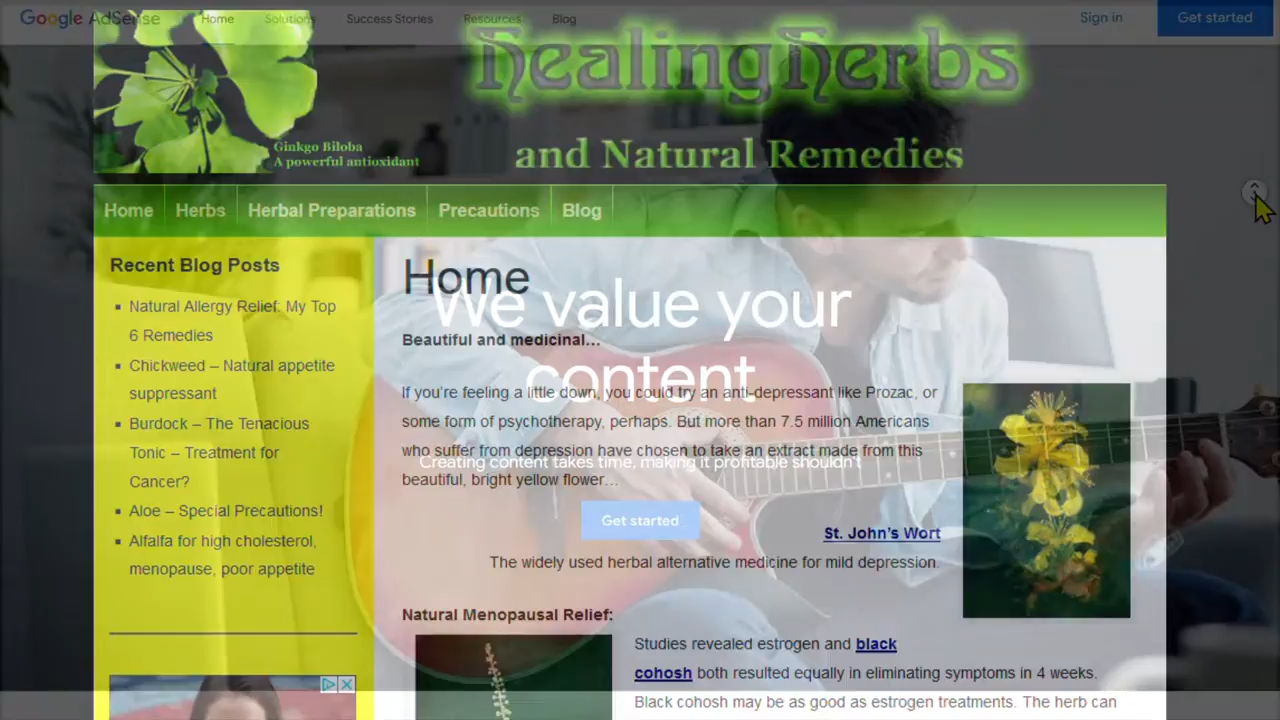 Google AdSense
Home Solutions Success Stories Resources Blog
Sign in
Get started
healing herbs
and Natural Remedies
Ginkgo Biloba
A powerful antioxidant
Home Herbs Herbal Preparations Precautions Blog
Recent Blog Posts
Natural Allergy Relief: My Top
6 Remedies
Chickweed – Natural appetite
suppressant
Burdock – The Tenacious
Tonic – Treatment for
Cancer?
Aloe – Special Precautions!
Alfalfa for high cholesterol,
menopause, poor appetite
Home
We value your
content
Creating content takes time, making it profitable shouldn't
Get started
Beautiful and medicinal…
If you're feeling a little down, you could try an anti-depressant like Prozac, or
some form of psychotherapy, perhaps. But more than 7.5 million Americans
who suffer from depression have chosen to take an extract made from this
beautiful, bright yellow flower…
St. John's Wort
The widely used herbal alternative medicine for mild depression.
Natural Menopausal Relief:
Studies revealed estrogen and black
cohosh both resulted equally in eliminating symptoms in 4 weeks.
Black cohosh may be as good as estrogen treatments. The herb can